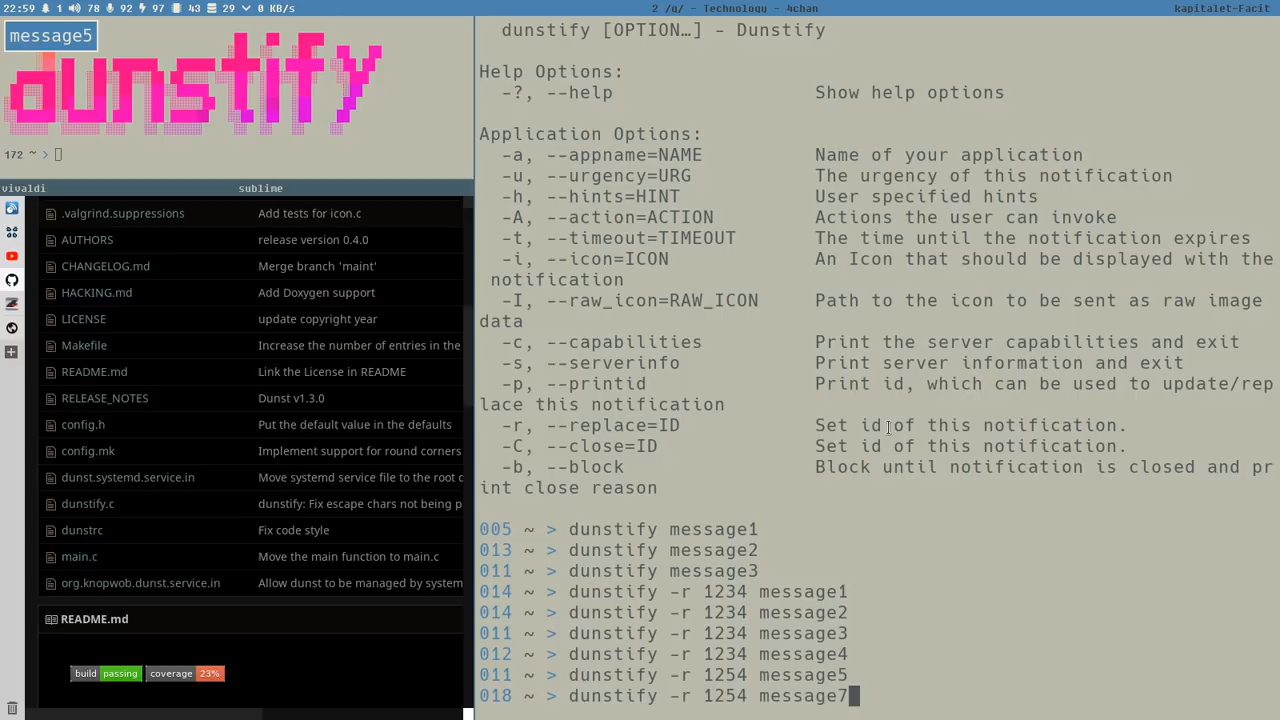 22:59 1 78 92 97 43 29 0 KB/s
2 /g/ - Technology - 4chan
kapitalet-Facit
message5
dunstify
172 ~ >
vivaldi
sublime
.valgrind.suppressions Add tests for icon.c
AUTHORS release version 0.4.0
CHANGELOG.md Merge branch 'maint'
HACKING.md Add Doxygen support
LICENSE update copyright year
Makefile Increase the number of entries in the
README.md Link the License in README
RELEASE_NOTES Dunst v1.3.0
config.h Put the default value in the defaults
config.mk Implement support for round corners
dunst.systemd.service.in Move systemd service file to the root d
dunstify.c dunstify: Fix escape chars not being p
dunstrc Fix code style
main.c Move the main function to main.c
org.knopwob.dunst.service.in Allow dunst to be managed by system
README.md
build passing coverage 23%
dunstify [OPTION…] - Dunstify
Help Options:
-?, --help Show help options
Application Options:
-a, --appname=NAME Name of your application
-u, --urgency=URG The urgency of this notification
-h, --hints=HINT User specified hints
-A, --action=ACTION Actions the user can invoke
-t, --timeout=TIMEOUT The time until the notification expires
-i, --icon=ICON An Icon that should be displayed with the
notification
-I, --raw_icon=RAW_ICON Path to the icon to be sent as raw image
data
-c, --capabilities Print the server capabilities and exit
-s, --serverinfo Print server information and exit
-p, --printid Print id, which can be used to update/rep
lace this notification
-r, --replace=ID Set id of this notification.
-C, --close=ID Set id of this notification.
-b, --block Block until notification is closed and pr
int close reason
005 ~ > dunstify message1
013 ~ > dunstify message2
011 ~ > dunstify message3
014 ~ > dunstify -r 1234 message1
014 ~ > dunstify -r 1234 message2
011 ~ > dunstify -r 1234 message3
012 ~ > dunstify -r 1234 message4
011 ~ > dunstify -r 1254 message5
018 ~ > dunstify -r 1254 message7